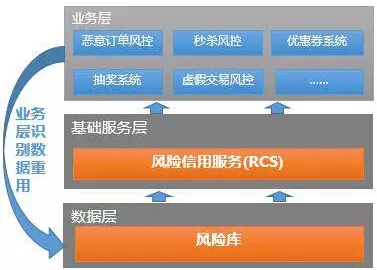 业务层
恶意订单风控
秒杀风控
优惠券系统
抽奖系统
虚假交易风控
......
业务
层识
别数
据重
用
基础服务层
风险信用服务(RCS)
数据层
风险库